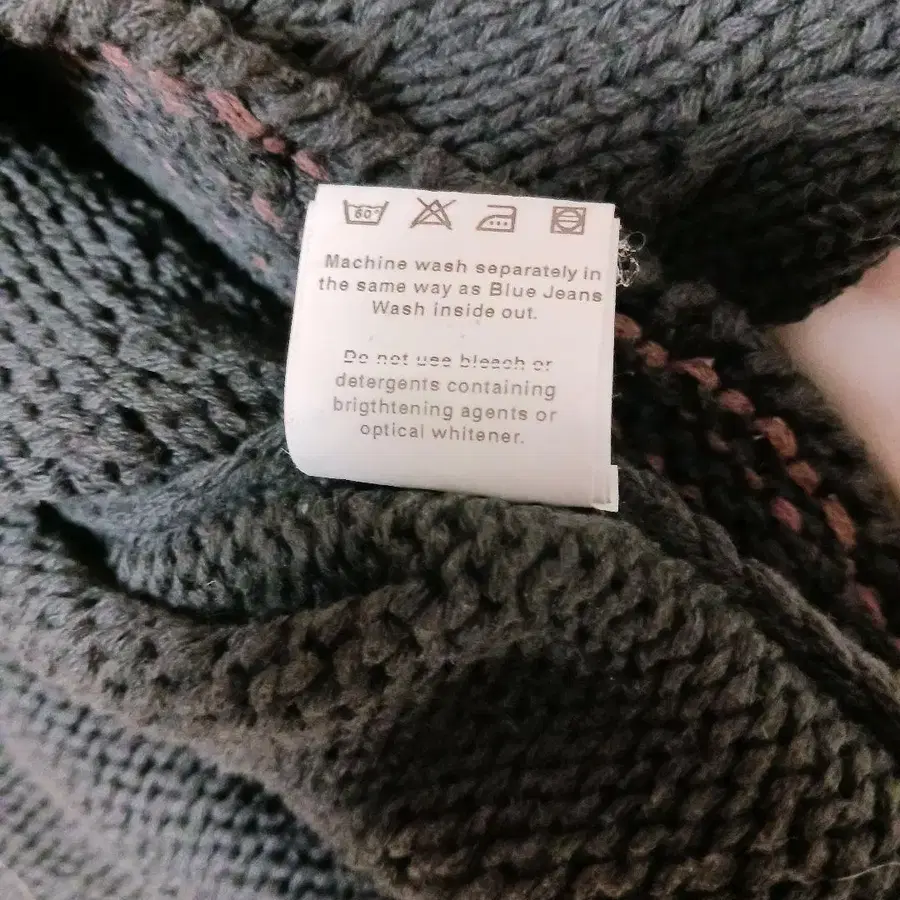 60°
Machine wash separately in
the same way as Blue Jeans
Wash inside out.
Do not use bleach or
detergents containing
brigthtening agents or
optical whitener.